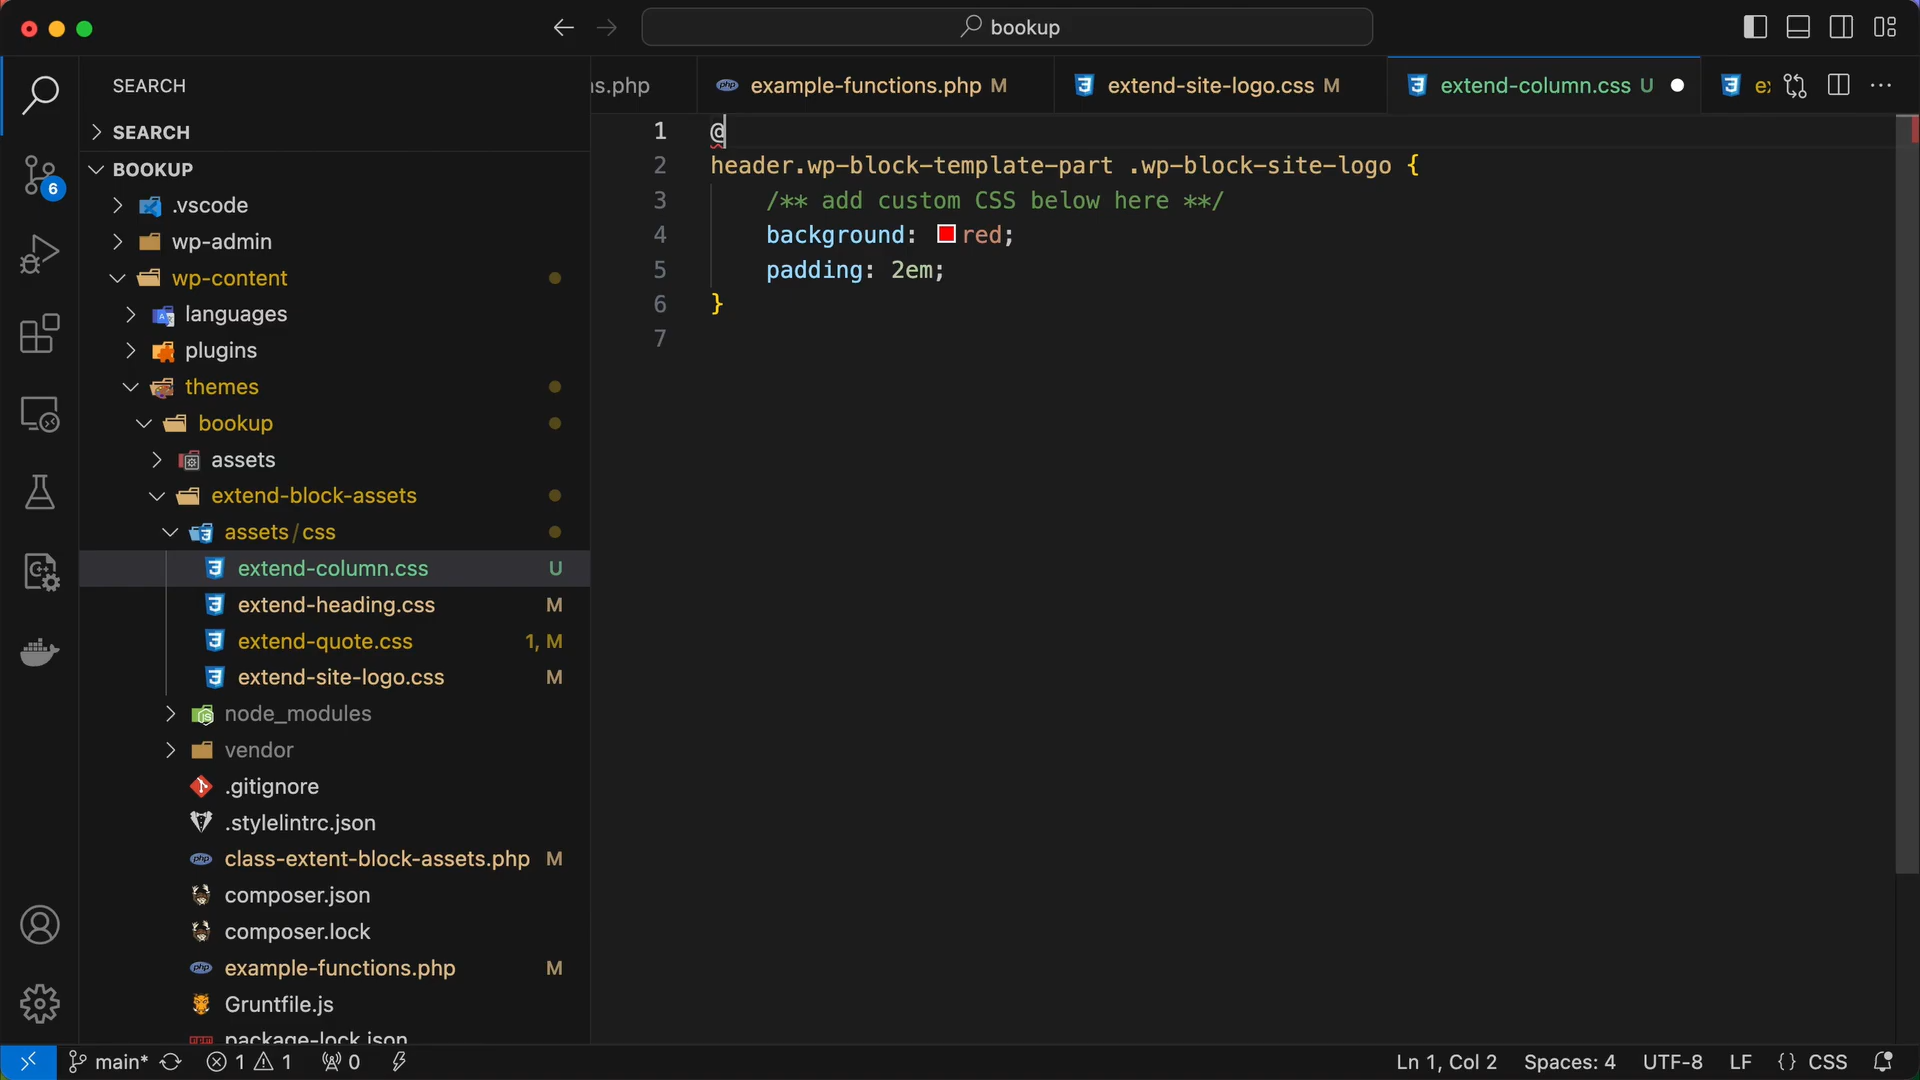 bookup
SEARCH
ns.php
example-functions.php M
extend-site-logo.css M
extend-column.css U
SEARCH
BOOKUP
.vscode
wp-admin
wp-content
languages
plugins
themes
bookup
assets
extend-block-assets
assets/css
extend-column.css U
extend-heading.css M
extend-quote.css 1, M
extend-site-logo.css M
node_modules
vendor
.gitignore
.stylelintrc.json
class-extent-block-assets.php M
composer.json
composer.lock
example-functions.php M
Gruntfile.js
package-lock.json
1 @
2 header.wp-block-template-part .wp-block-site-logo {
3 /** add custom CSS below here **/
4 background: red;
5 padding: 2em;
6 }
7
6
main* 1 1 0
Ln 1, Col 2 Spaces: 4 UTF-8 LF {} CSS